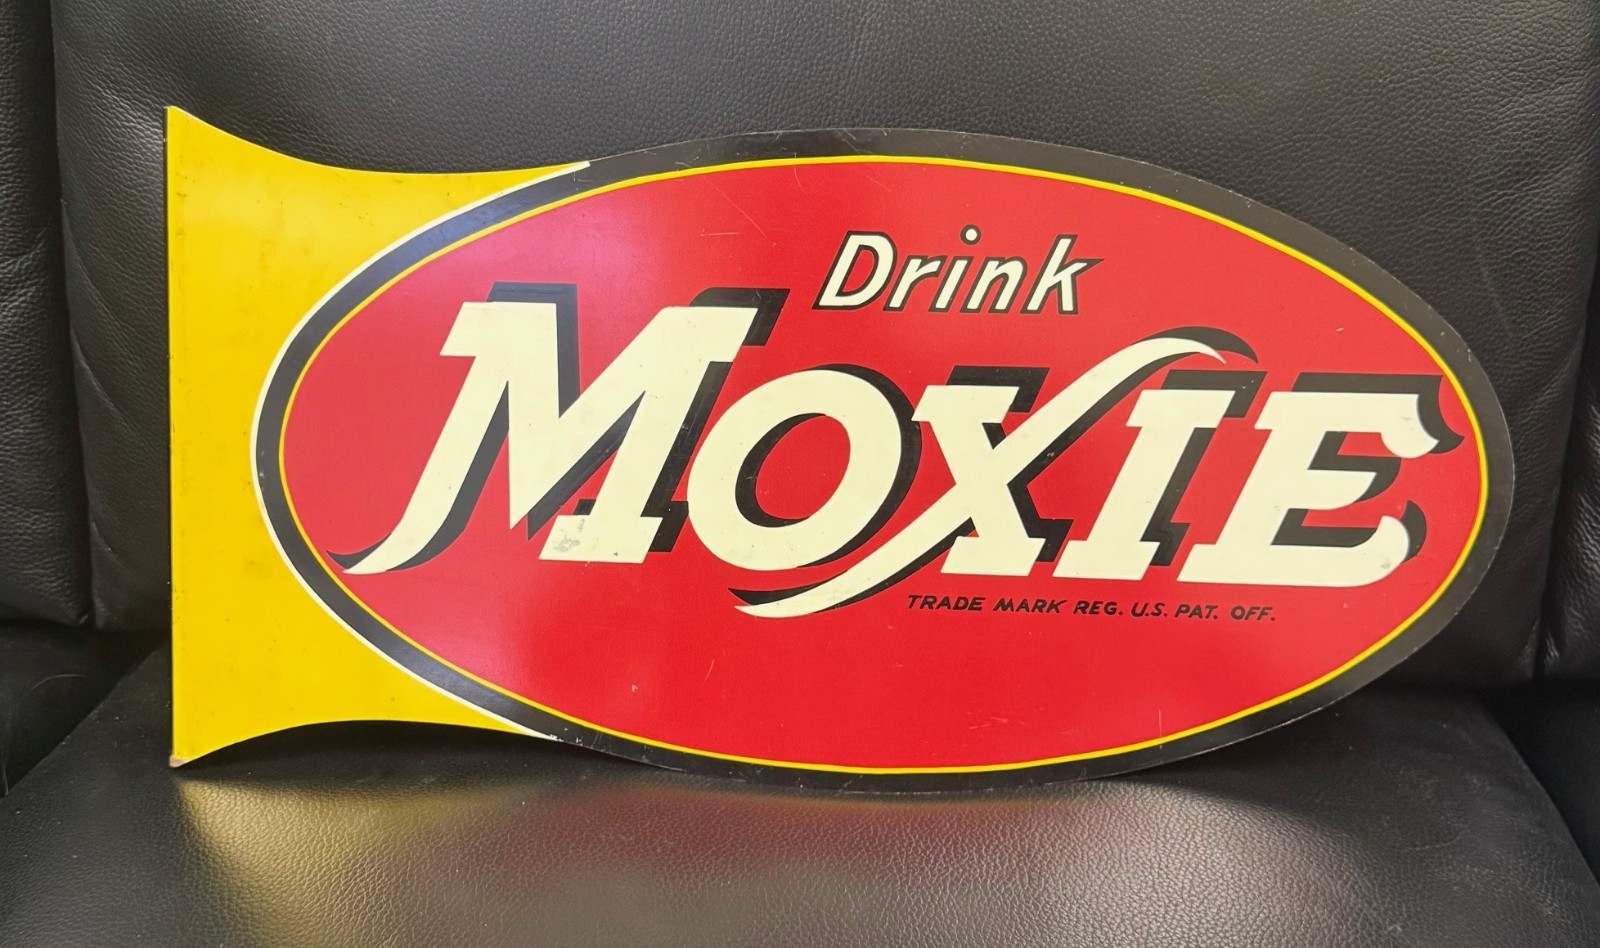 Drink
MOXIE
TRADE MARK REG. U.S. PAT. OFF.